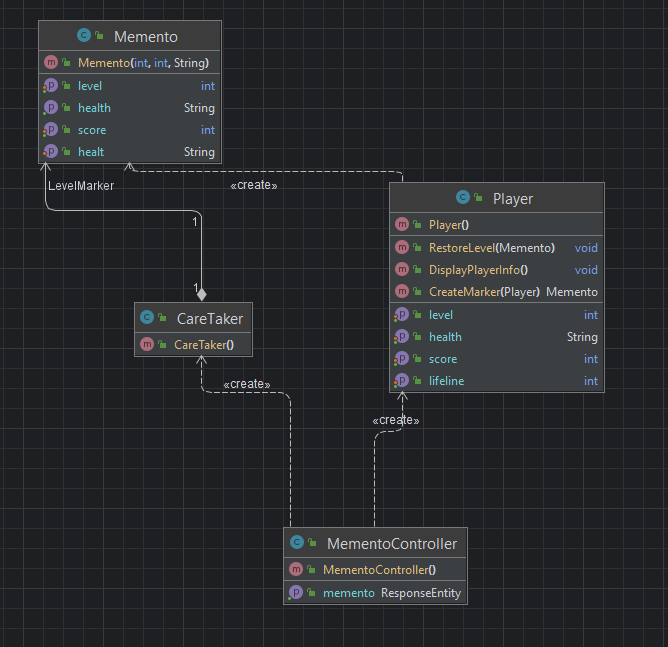 Memento
Memento(int, int, String)
level int
health String
score int
healt String
LevelMarker
«create»
1
1
Player
Player()
RestoreLevel(Memento) void
DisplayPlayerInfo() void
CreateMarker(Player) Memento
level int
health String
score int
lifeline int
CareTaker
CareTaker()
«create»
«create»
MementoController
MementoController()
memento ResponseEntity